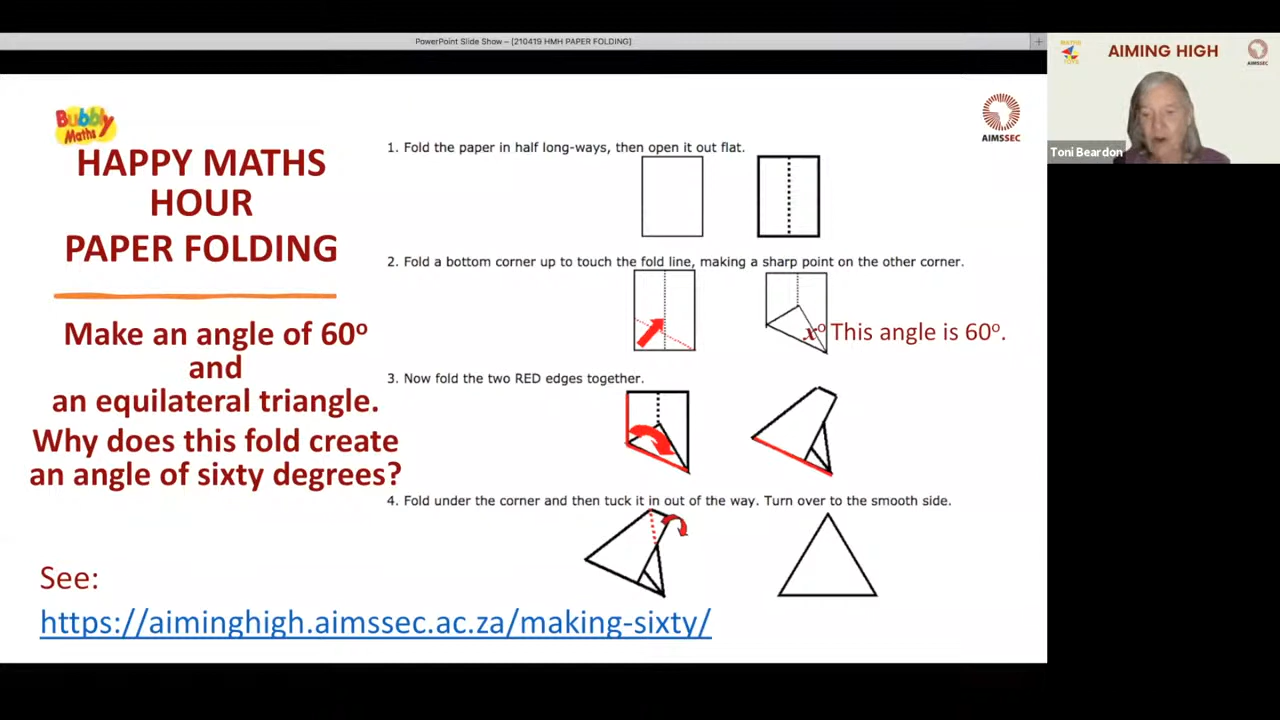 PowerPoint Slide Show – [210419 HMH PAPER FOLDING]
MATHS
TOYS
AIMING HIGH
AIMSSEC
Toni Beardon
Bubbly
Maths
AIMSSEC
HAPPY MATHS
HOUR
PAPER FOLDING
Make an angle of 60º
and
an equilateral triangle.
Why does this fold create
an angle of sixty degrees?
1. Fold the paper in half long-ways, then open it out flat.
2. Fold a bottom corner up to touch the fold line, making a sharp point on the other corner.
xº This angle is 60º.
3. Now fold the two RED edges together.
4. Fold under the corner and then tuck it in out of the way. Turn over to the smooth side.
See:
https://aiminghigh.aimssec.ac.za/making-sixty/